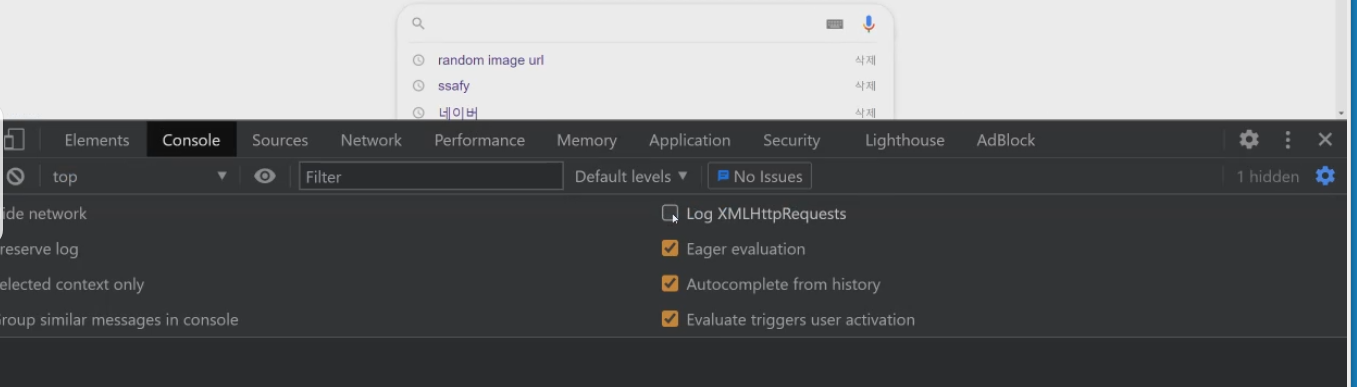 random image url 삭제
ssafy 삭제
네이버 삭제
Elements Console Sources Network Performance Memory Application Security Lighthouse AdBlock
top Filter Default levels No Issues 1 hidden
ide network Log XMLHttpRequests
reserve log Eager evaluation
elected context only Autocomplete from history
roup similar messages in console Evaluate triggers user activation